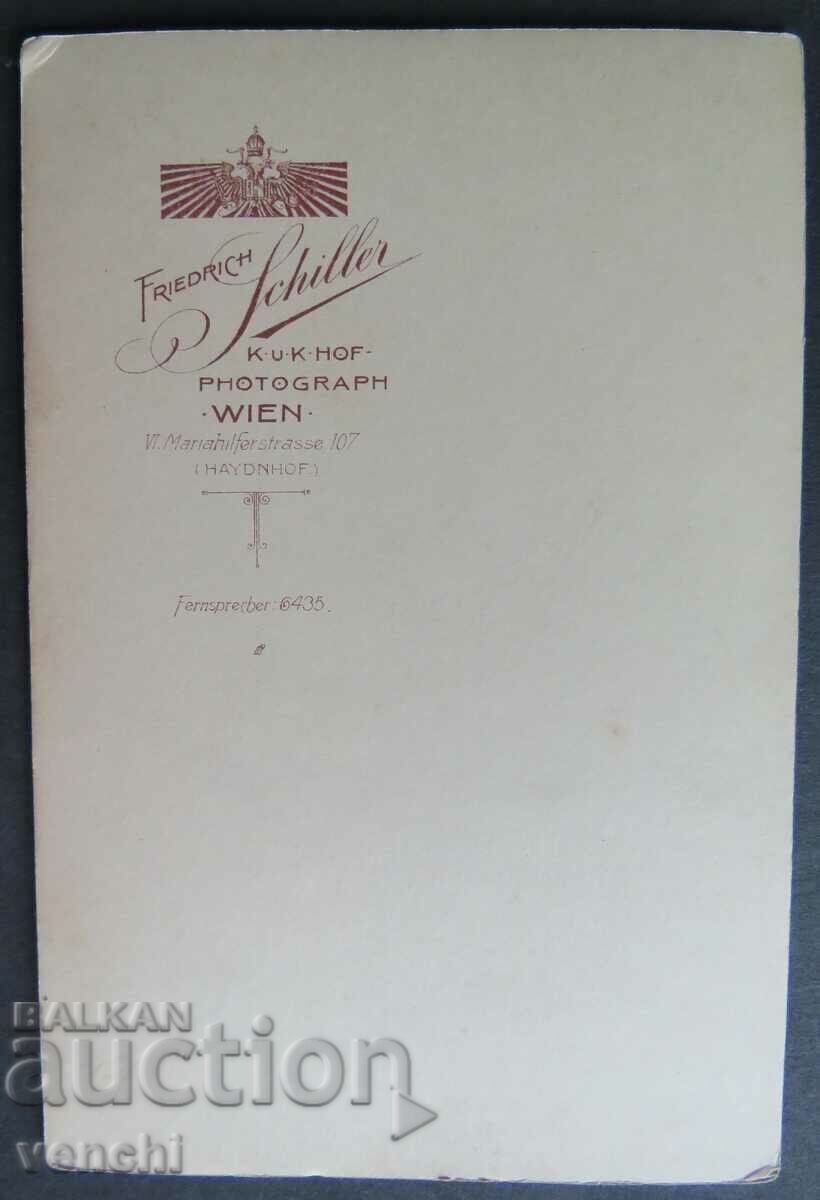 FRIEDRICH Schiller
K·u·K·HOF-
PHOTOGRAPH
·WIEN·
VI. Mariahilferstrasse 107
(HAYDNHOF.)
Fernsprecher: 6435.
BALKAN
auction
venchi